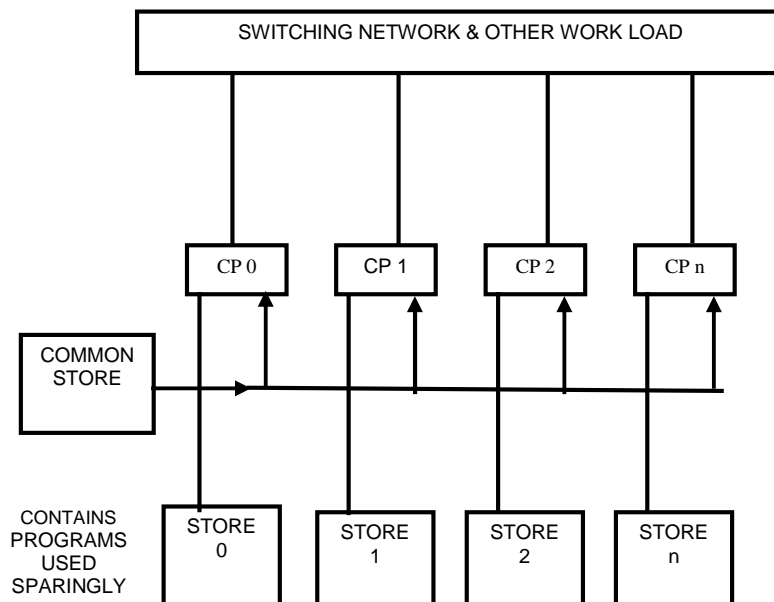 SWITCHING NETWORK & OTHER WORK LOAD
CP 0
CP 1
CP 2
CP n
COMMON
STORE
CONTAINS
PROGRAMS
USED
SPARINGLY
STORE
0
STORE
1
STORE
2
STORE
n